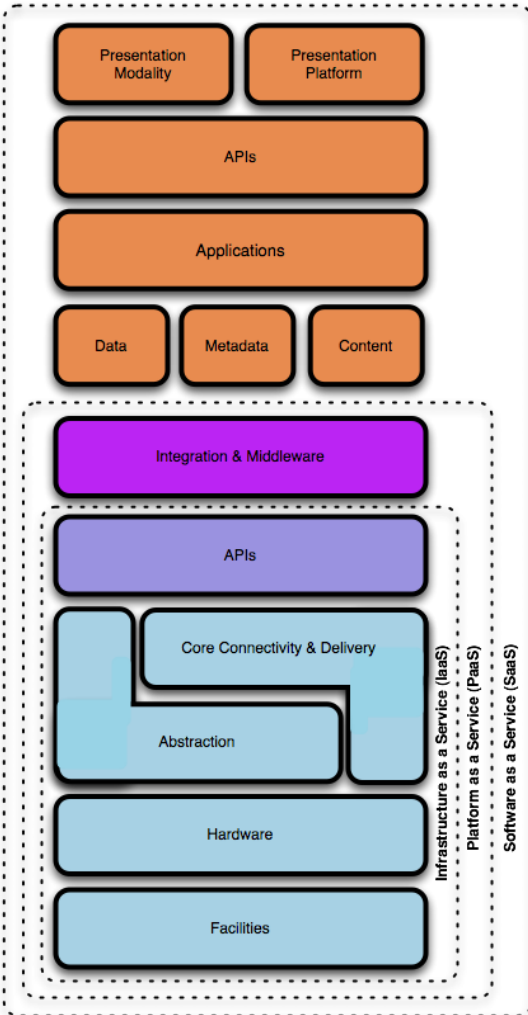 Presentation
Modality
Presentation
Platform
APIs
Applications
Data
Metadata
Content
Integration & Middleware
APIs
Core Connectivity & Delivery
Abstraction
Hardware
Facilities
Infrastructure as a Service (IaaS)
Platform as a Service (PaaS)
Software as a Service (SaaS)